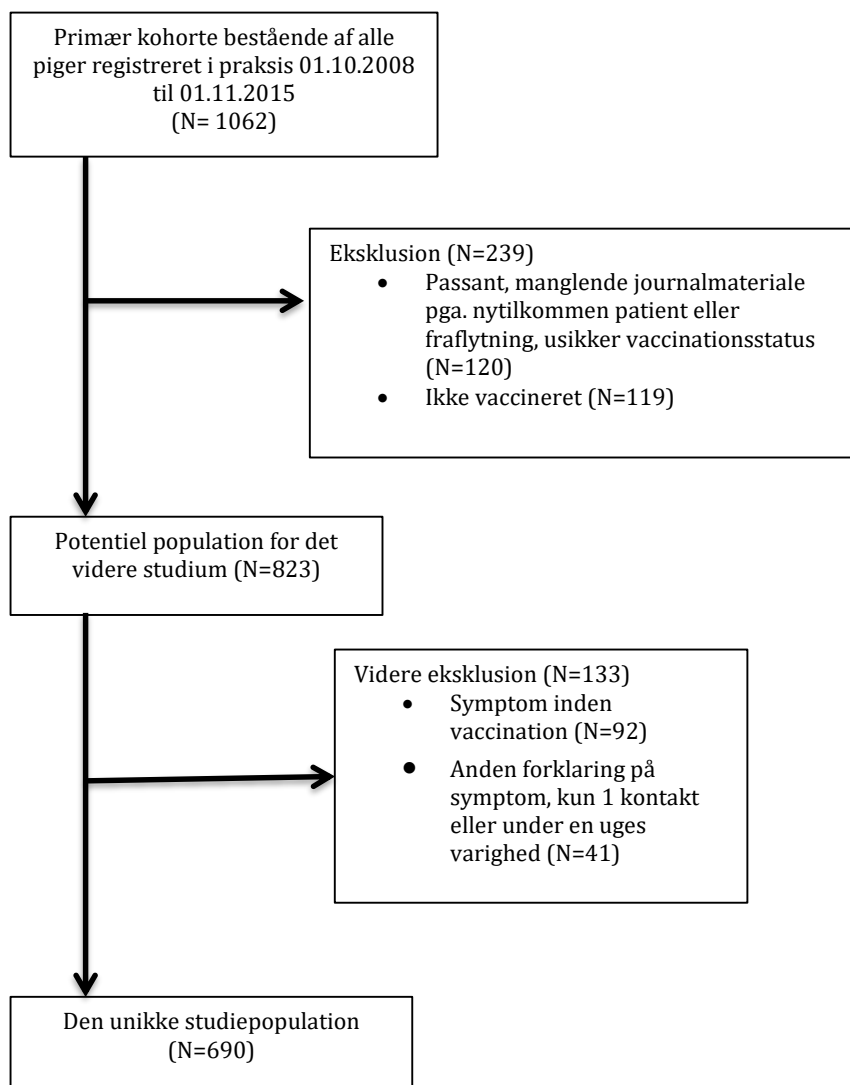 Primær kohorte bestående af alle
piger registreret i praksis 01.10.2008
til 01.11.2015
(N= 1062)
Eksklusion (N=239)
• Passant, manglende journalmateriale
pga. nytilkommen patient eller
fraflytning, usikker vaccinationsstatus
(N=120)
• Ikke vaccineret (N=119)
Potentiel population for det
videre studium (N=823)
Videre eksklusion (N=133)
• Symptom inden
vaccination (N=92)
• Anden forklaring på
symptom, kun 1 kontakt
eller under en uges
varighed (N=41)
Den unikke studiepopulation
(N=690)